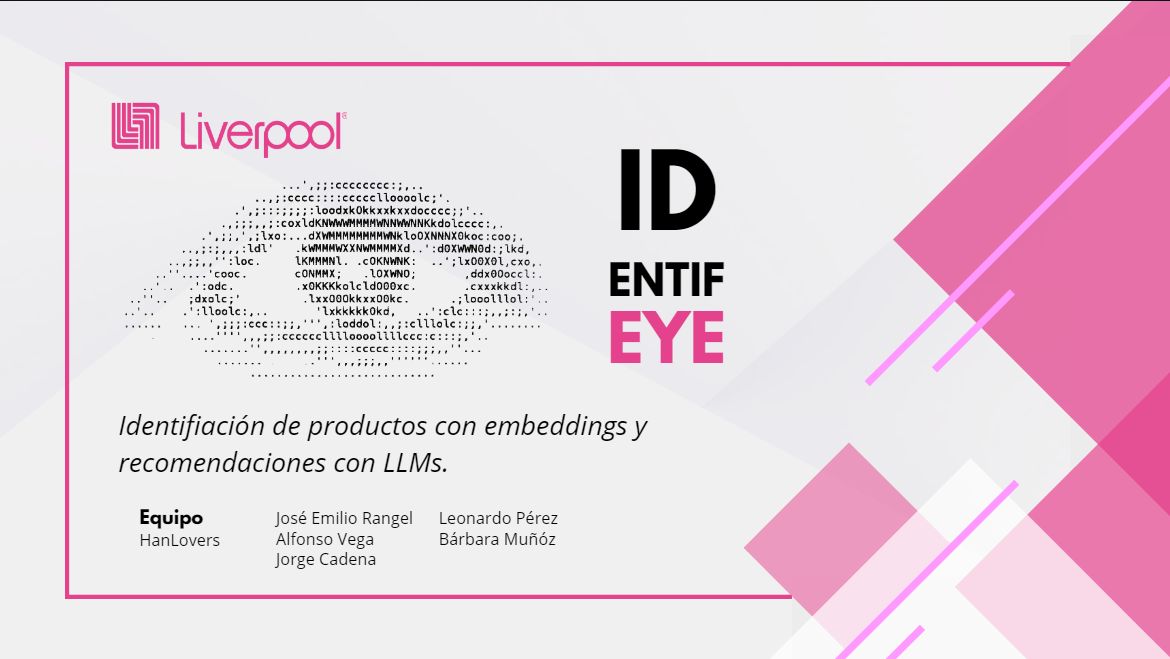 Liverpool
ID
ENTIF
EYE
Identifiación de productos con embeddings y
recomendaciones con LLMs.
Equipo
HanLovers
José Emilio Rangel
Alfonso Vega
Jorge Cadena
Leonardo Pérez
Bárbara Muñóz